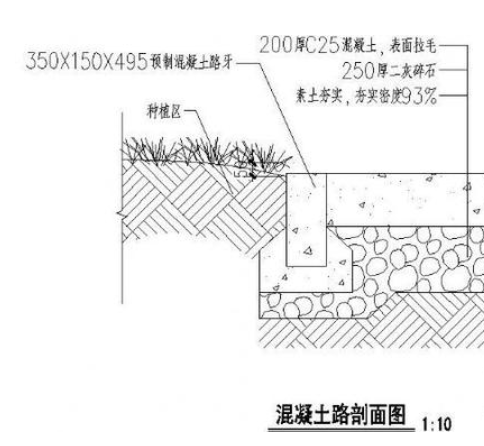 200厚C25混凝土，表面拉毛
350X150X495预制混凝土路牙
250厚二灰碎石
素土夯实，夯实密度93%
种植区
50
混凝土路剖面图 1:10